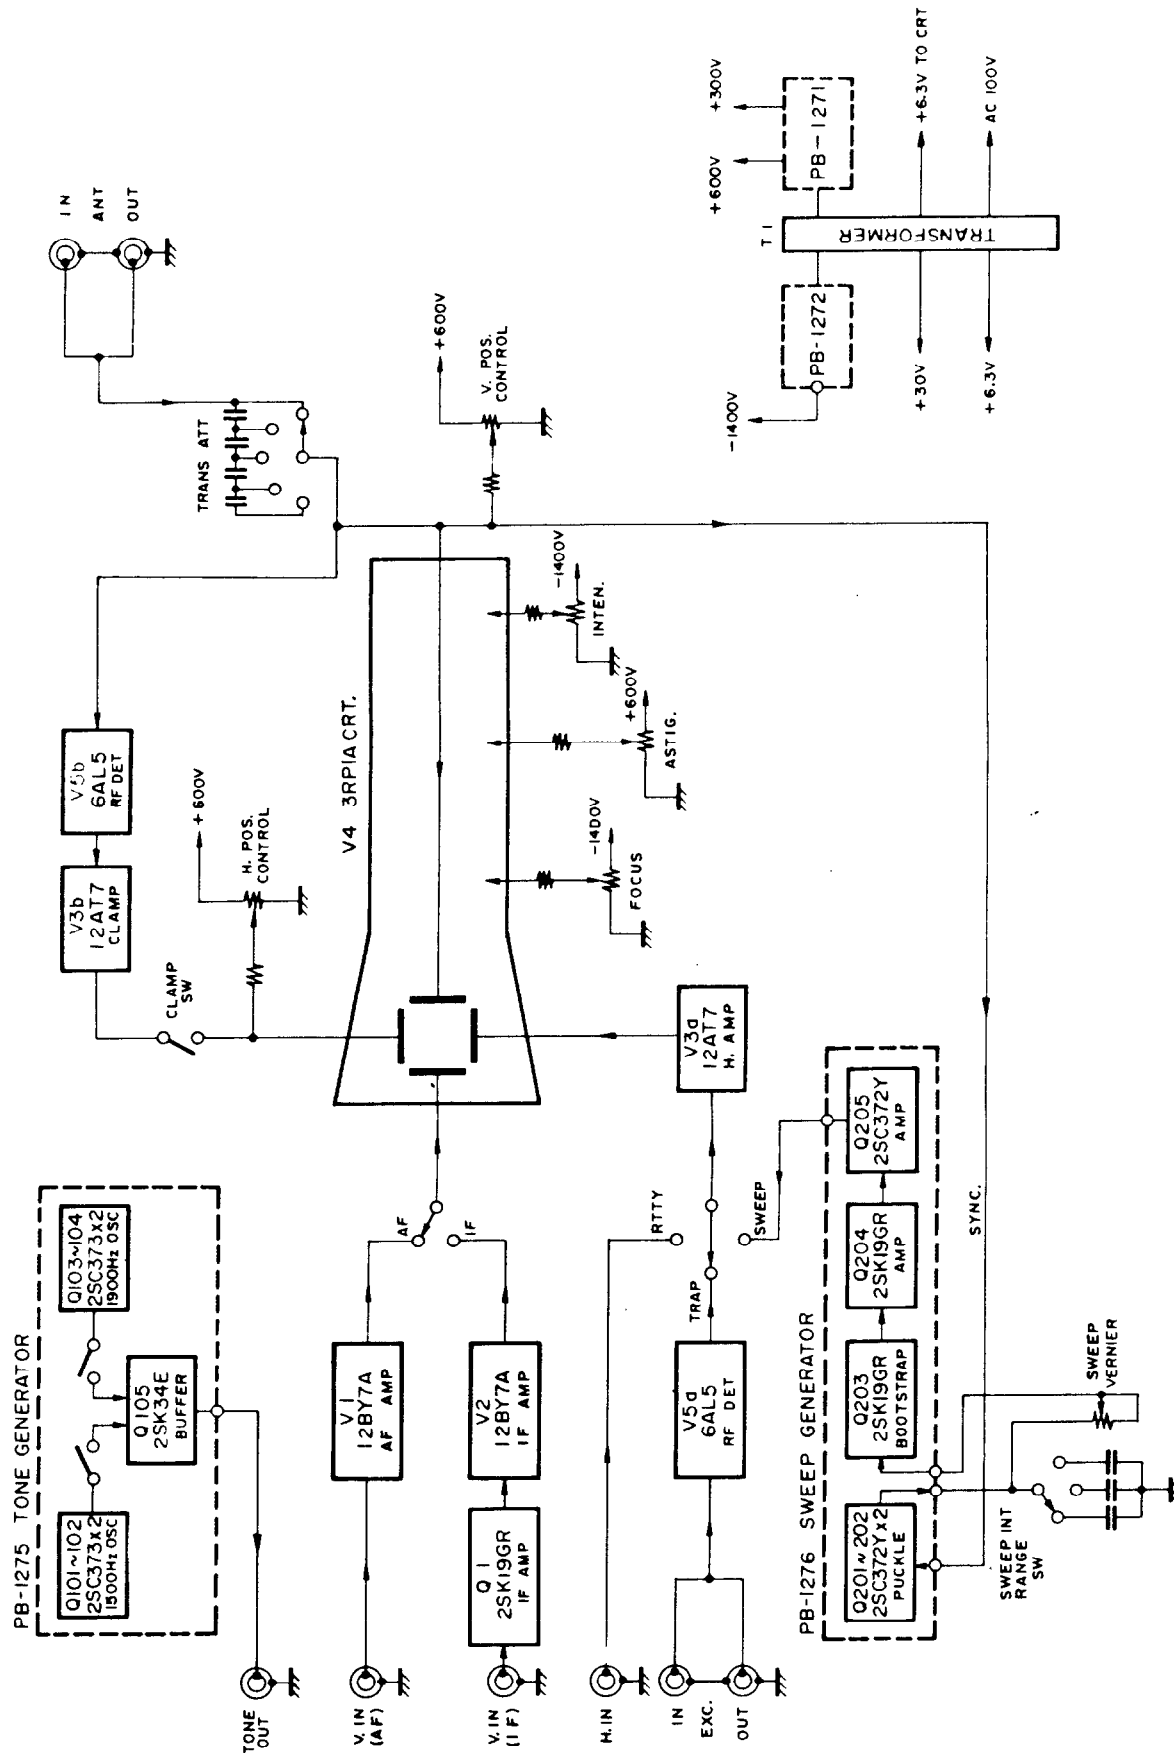 PB-1275 TONE GENERATOR
Q101~102
2SC373x2
1500Hz OSC
Q103~104
2SC373x2
1900Hz OSC
Q105
2SK34E
BUFFER
TONE
OUT
V.IN
(AF)
V1
12BY7A
AF AMP
AF
IF
V.IN
(IF)
Q1
2SK19GR
IF AMP
V2
12BY7A
IF AMP
H.IN
RTTY
IN
EXC.
OUT
V5a
6AL5
RF DET
TRAP
SWEEP
V3a
12AT7
H. AMP
PB-1276 SWEEP GENERATOR
Q201~202
2SC372Yx2
PUCKLE
Q203
2SK19GR
BOOTSTRAP
Q204
2SK19GR
AMP
Q205
2SC372Y
AMP
SYNC.
SWEEP INT
RANGE
SW
SWEEP
VERNIER
V3b
12AT7
CLAMP
V5b
6AL5
RF DET
CLAMP
SW
+600V
H. POS.
CONTROL
V4 3RP1A CRT.
-1400V
FOCUS
+600V
ASTIG.
-1400V
INTEN.
TRANS ATT
IN
ANT
OUT
+600V
V. POS.
CONTROL
-1400V
PB-1272
T1
TRANSFORMER
+600V
+300V
PB-1271
+30V
+6.3V TO CRT
+6.3V
AC 100V